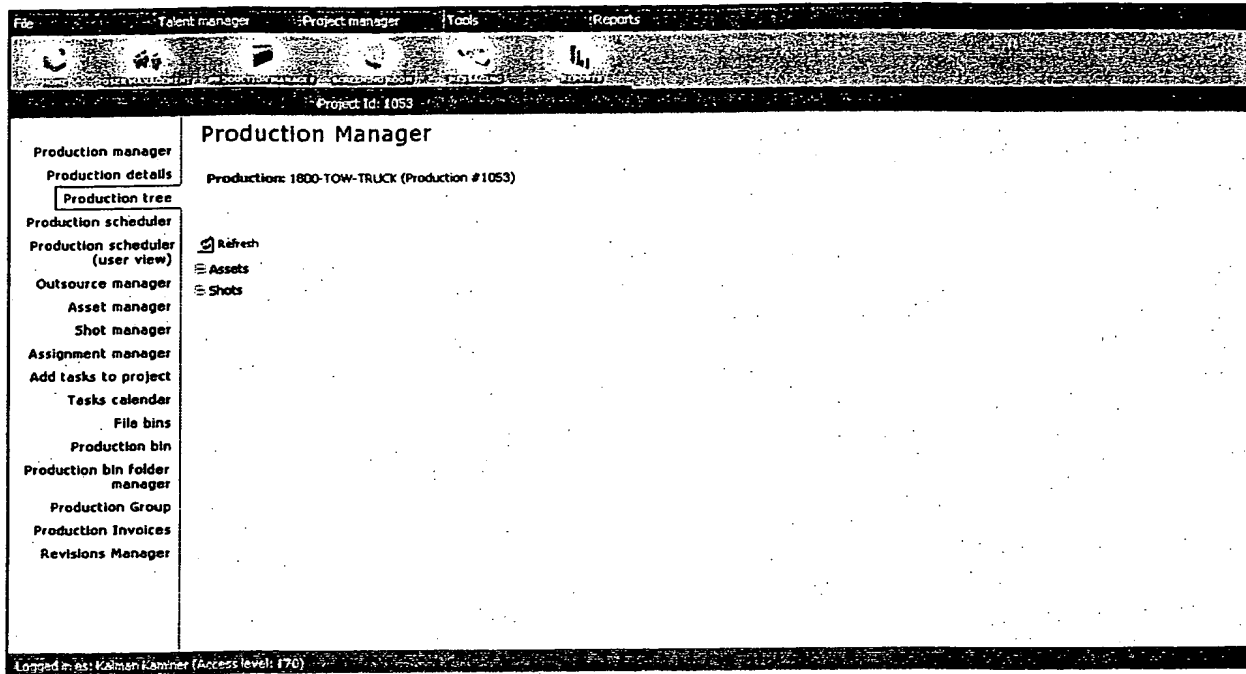 File Talent manager Project manager Tools Reports
Project Id: 1053
Production Manager
Production: 1800-TOW-TRUCK (Production #1053)
Production manager
Production details
Production tree
Production scheduler
Production scheduler
(user view)
Outsource manager
Asset manager
Shot manager
Assignment manager
Add tasks to project
Tasks calendar
File bins
Production bin
Production bin folder
manager
Production Group
Production Invoices
Revisions Manager
Refresh
Assets
Shots
Logged in as: Kalman Kaminer (Access level: 170)